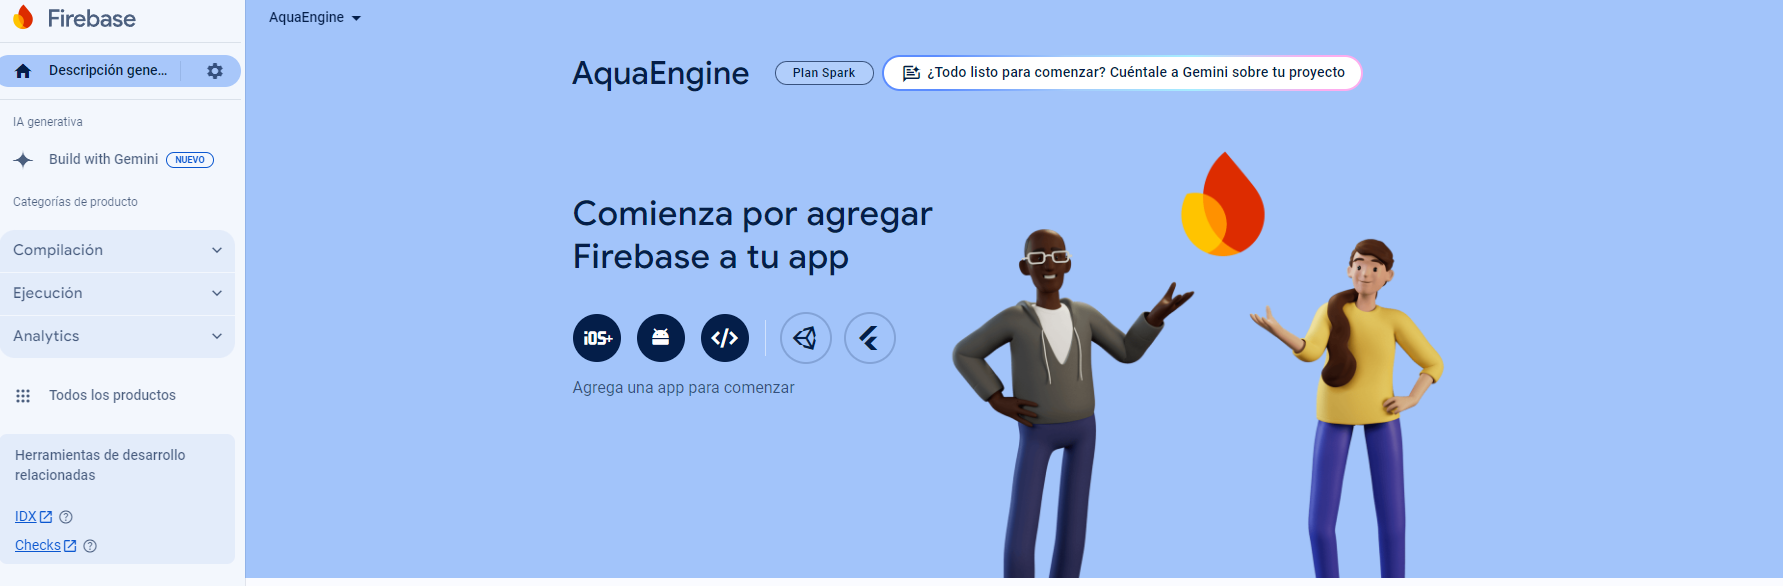 Firebase
Descripción gene...
IA generativa
Build with Gemini NUEVO
Categorías de producto
Compilación
Ejecución
Analytics
Todos los productos
Herramientas de desarrollo
relacionadas
IDX
Checks
AquaEngine
AquaEngine Plan Spark ¿Todo listo para comenzar? Cuéntale a Gemini sobre tu proyecto
Comienza por agregar
Firebase a tu app
iOS+
Agrega una app para comenzar